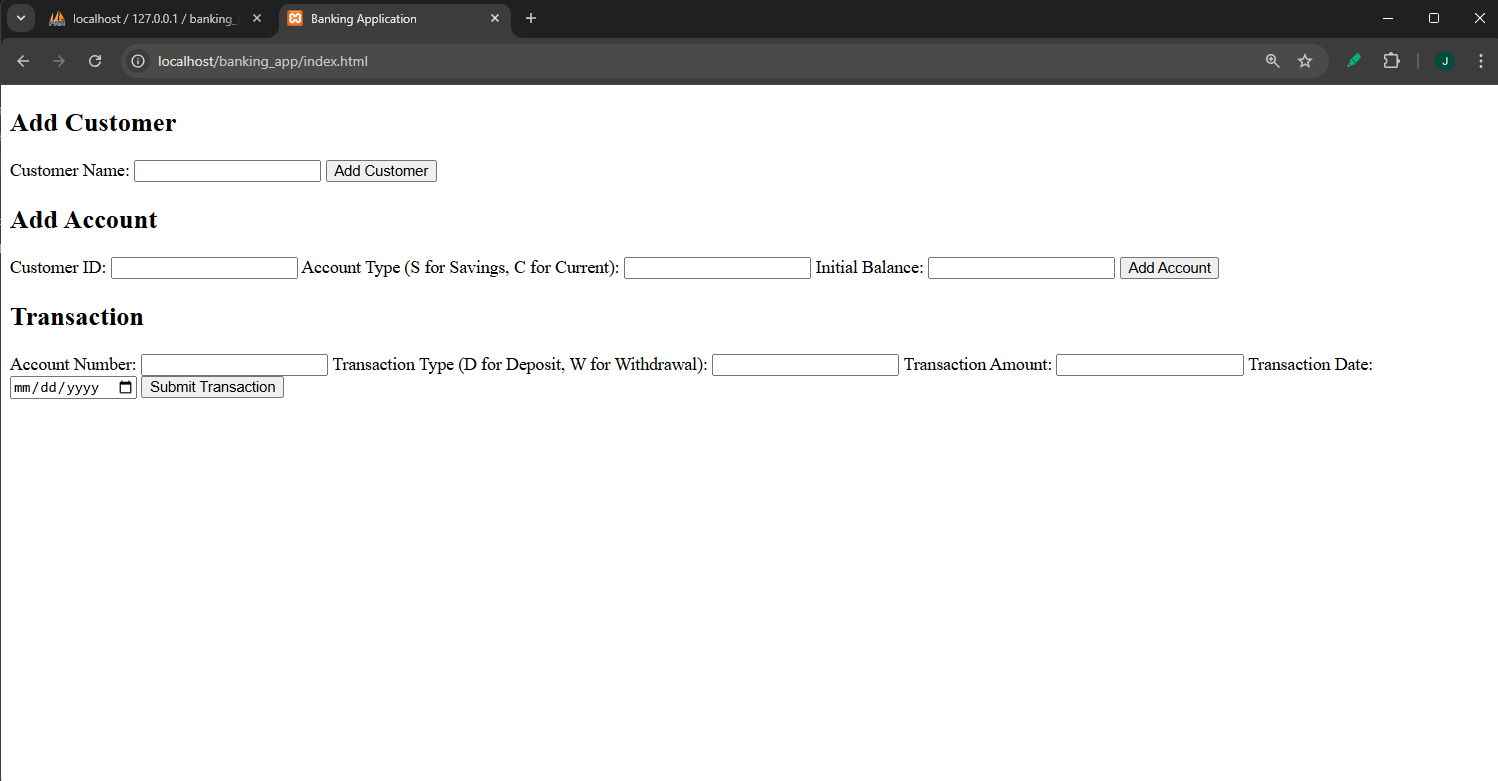 localhost / 127.0.0.1 / banking_
Banking Application
localhost/banking_app/index.html
J
Add Customer
Customer Name: Add Customer
Add Account
Customer ID: Account Type (S for Savings, C for Current): Initial Balance: Add Account
Transaction
Account Number: Transaction Type (D for Deposit, W for Withdrawal): Transaction Amount: Transaction Date:
mm/dd/yyyy Submit Transaction